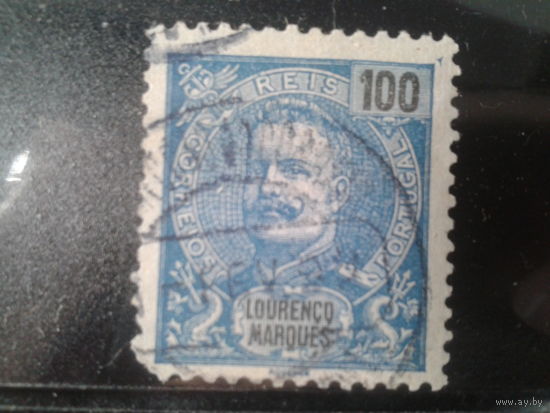 REIS
100
CORREIOS
PORTUGAL
LOURENÇO
MARQUES
www.ay.by